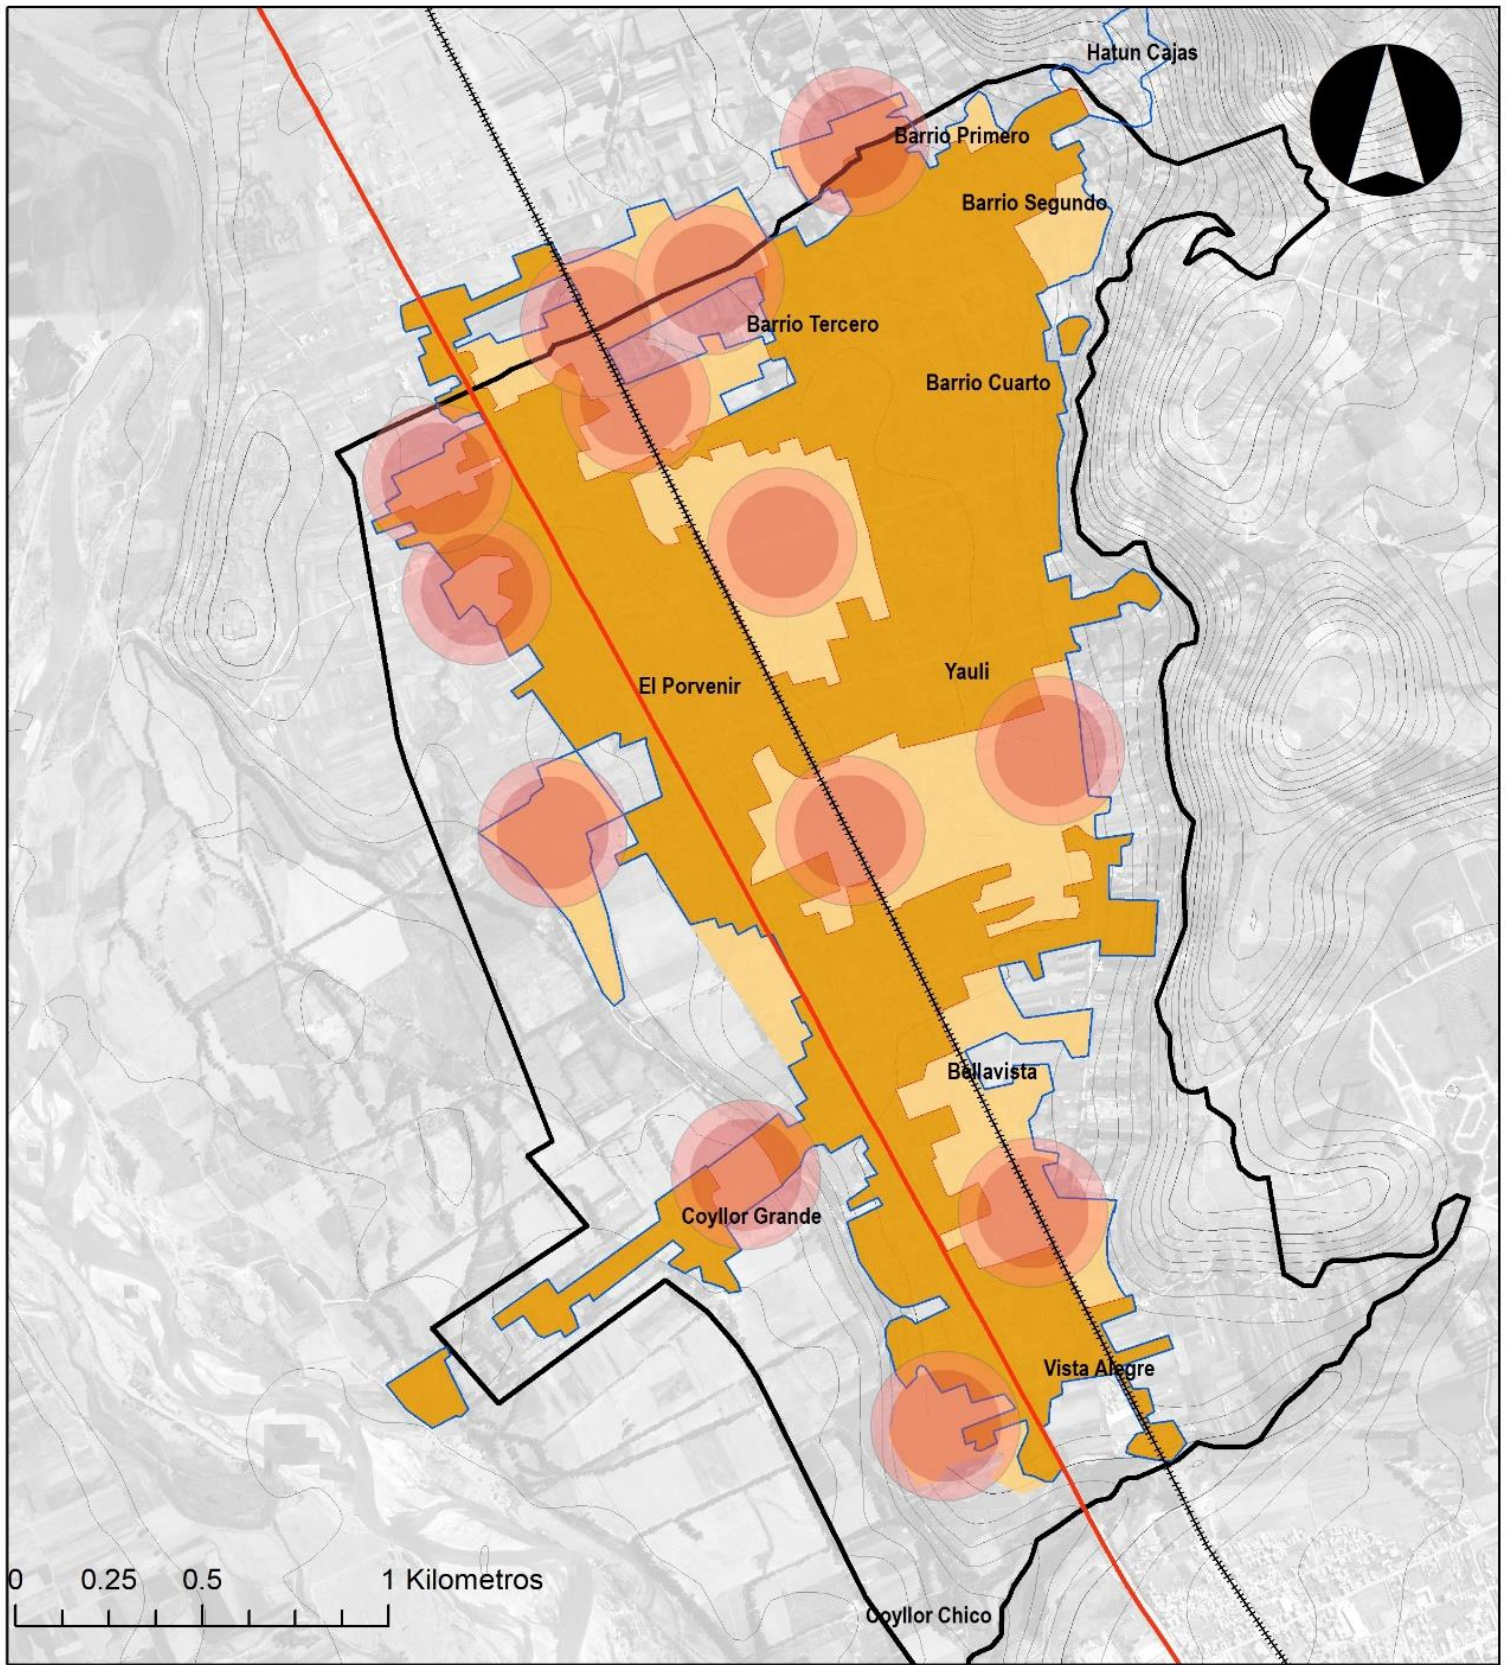 Hatun Cajas
Barrio Primero
Barrio Segundo
Barrio Tercero
Barrio Cuarto
Yauli
El Porvenir
Bellavista
Coyllor Grande
Vista Alegre
0 0.25 0.5 1 Kilometros
Coyllor Chico